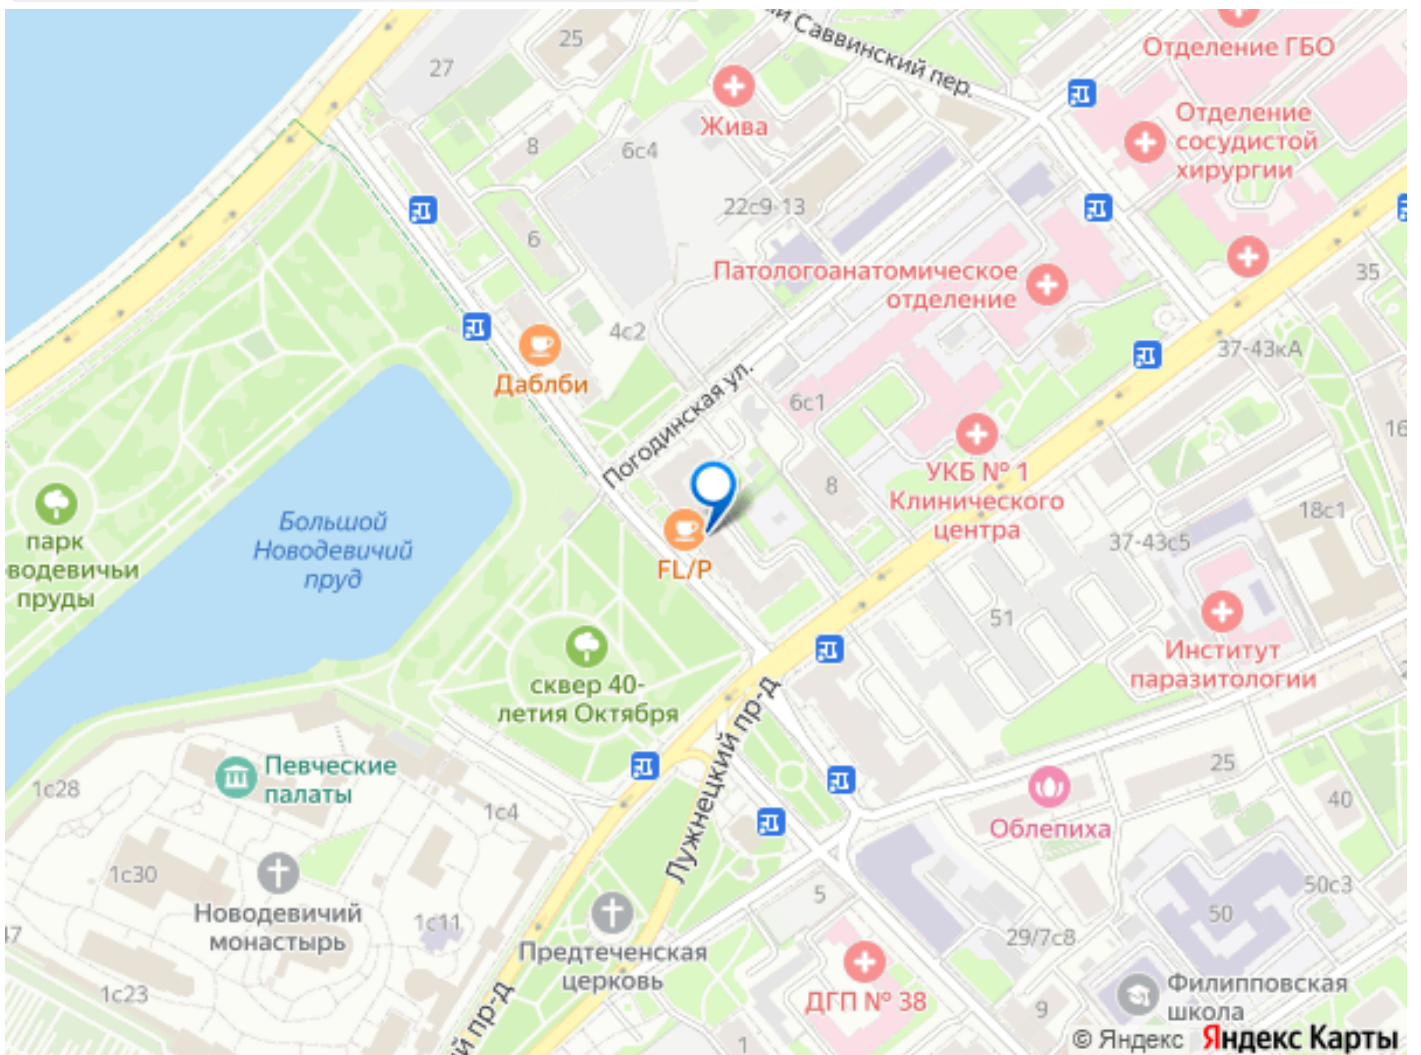 й Саввинский пер.
Отделение ГБО
25
27
Жива
Отделение
сосудистой
хирургии
8
6с4
22с9-13
6
Патологоанатомическое
отделение
35
4с2
37-43кА
Даблби
Погодинская ул.
6с1
16
УКБ № 1
Клинического
центра
8
18с1
Большой
Новодевичий
пруд
парк
водевичьи
пруды
37-43с5
FL/P
51
Институт
паразитологии
сквер 40-
летия Октября
2
Лужнецкий пр-д
Певческие
палаты
1с28
1с4
25
40
Облепиха
1с30
5
50с3
Новодевичий
монастырь
1с11
50
47
29/7с8
Предтеченская
церковь
1с23
ДГП № 38
9
Филипповская
школа
й пр-д
1
© Яндекс Яндекс Карты